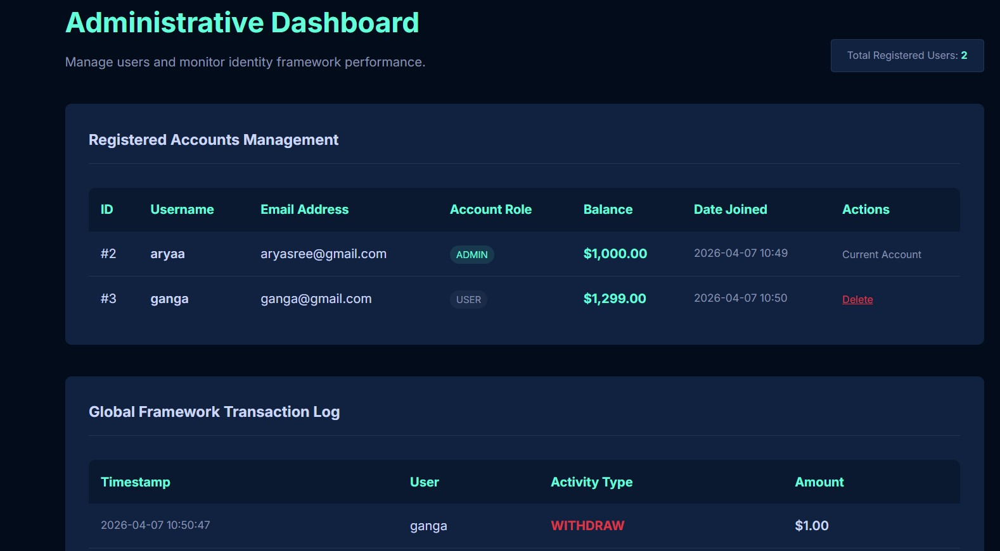 Administrative Dashboard
Manage users and monitor identity framework performance.
Total Registered Users: 2
Registered Accounts Management
ID Username Email Address Account Role Balance Date Joined Actions
#2 aryaa aryasree@gmail.com ADMIN $1,000.00 2026-04-07 10:49 Current Account
#3 ganga ganga@gmail.com USER $1,299.00 2026-04-07 10:50 Delete
Global Framework Transaction Log
Timestamp User Activity Type Amount
2026-04-07 10:50:47 ganga WITHDRAW $1.00